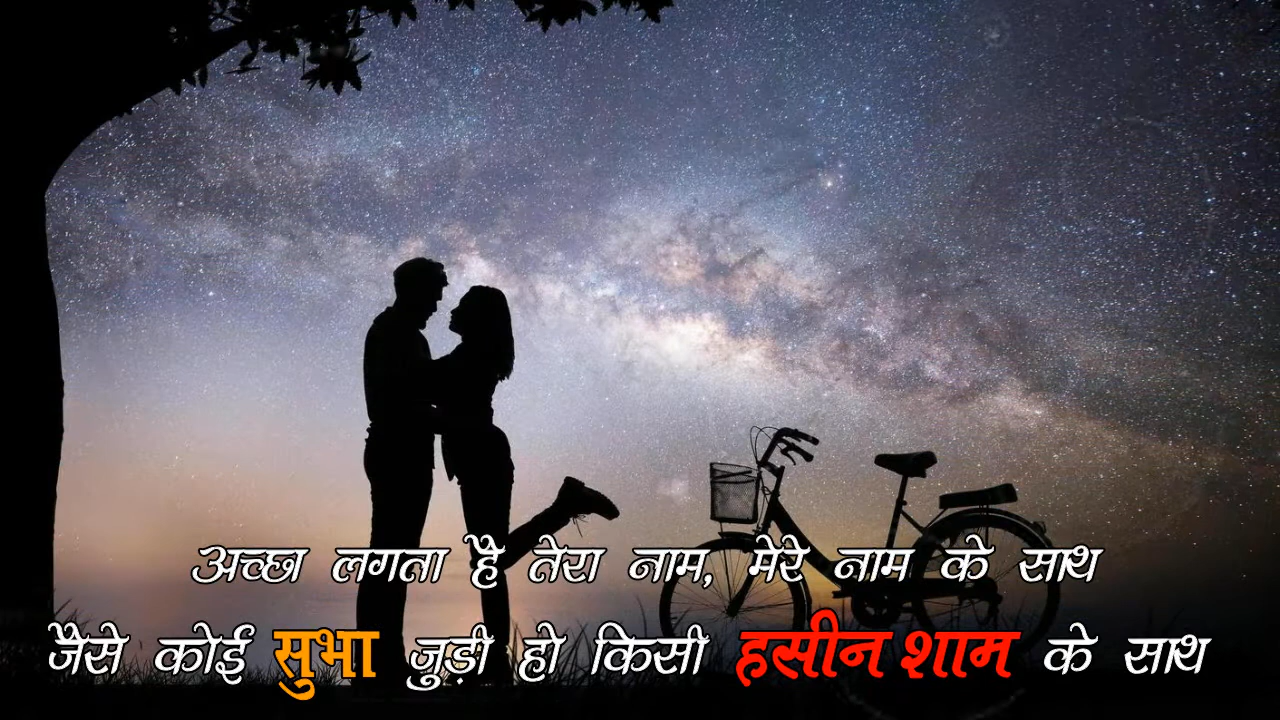 अच्छा लगता है तेरा नाम, मेरे नाम के साथ
जैसे कोई सुभा जुड़ी हो किसी हसीन शाम के साथ